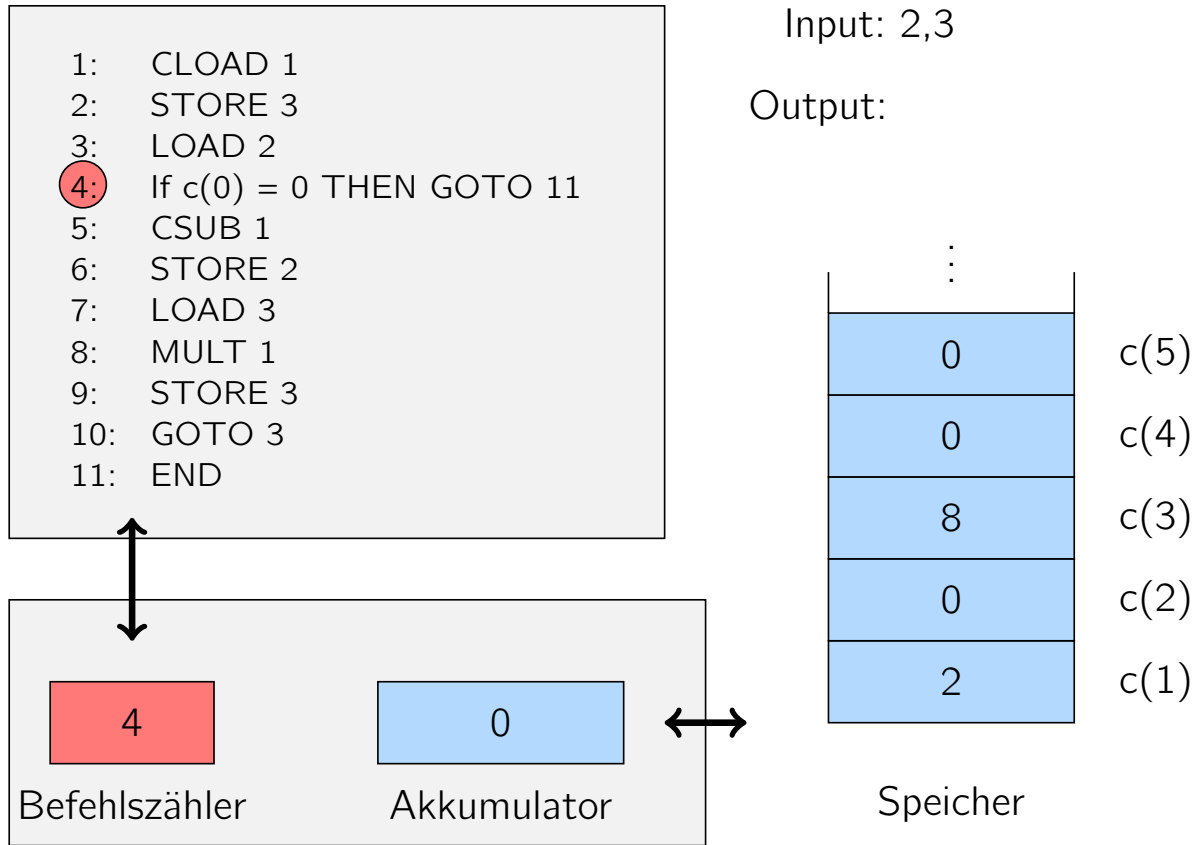 1: CLOAD 1
2: STORE 3
3: LOAD 2
4: If c(0) = 0 THEN GOTO 11
5: CSUB 1
6: STORE 2
7: LOAD 3
8: MULT 1
9: STORE 3
10: GOTO 3
11: END
Input: 2,3
Output:
⋮
0 c(5)
0 c(4)
8 c(3)
0 c(2)
2 c(1)
Speicher
4
Befehlszähler
0
Akkumulator